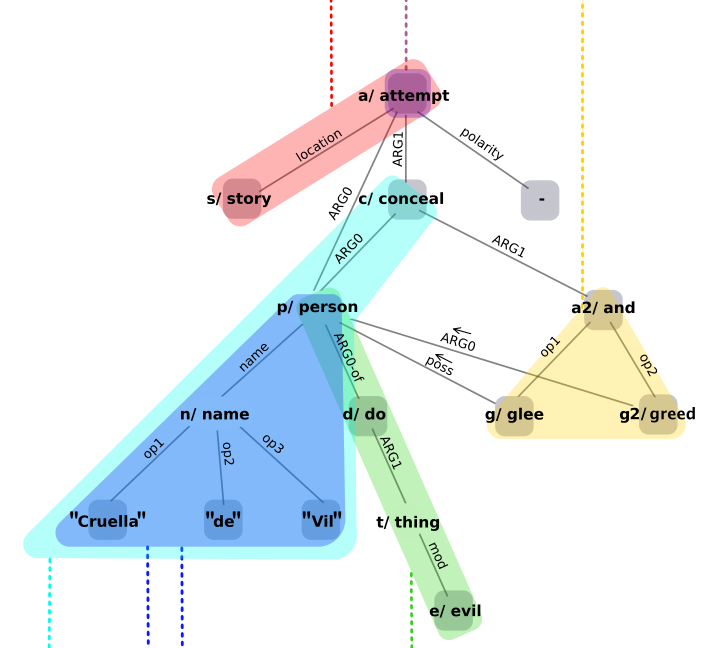 a/ attempt
location
ARG1
polarity
s/ story
ARG0
c/ conceal
-
ARG0
ARG1
p/ person
a2/ and
name
ARG0-of
ARG0
poss
op1
op2
n/ name
d/ do
g/ glee
g2/ greed
op1
op2
op3
ARG1
"Cruella"
"de"
"Vil"
t/ thing
mod
e/ evil